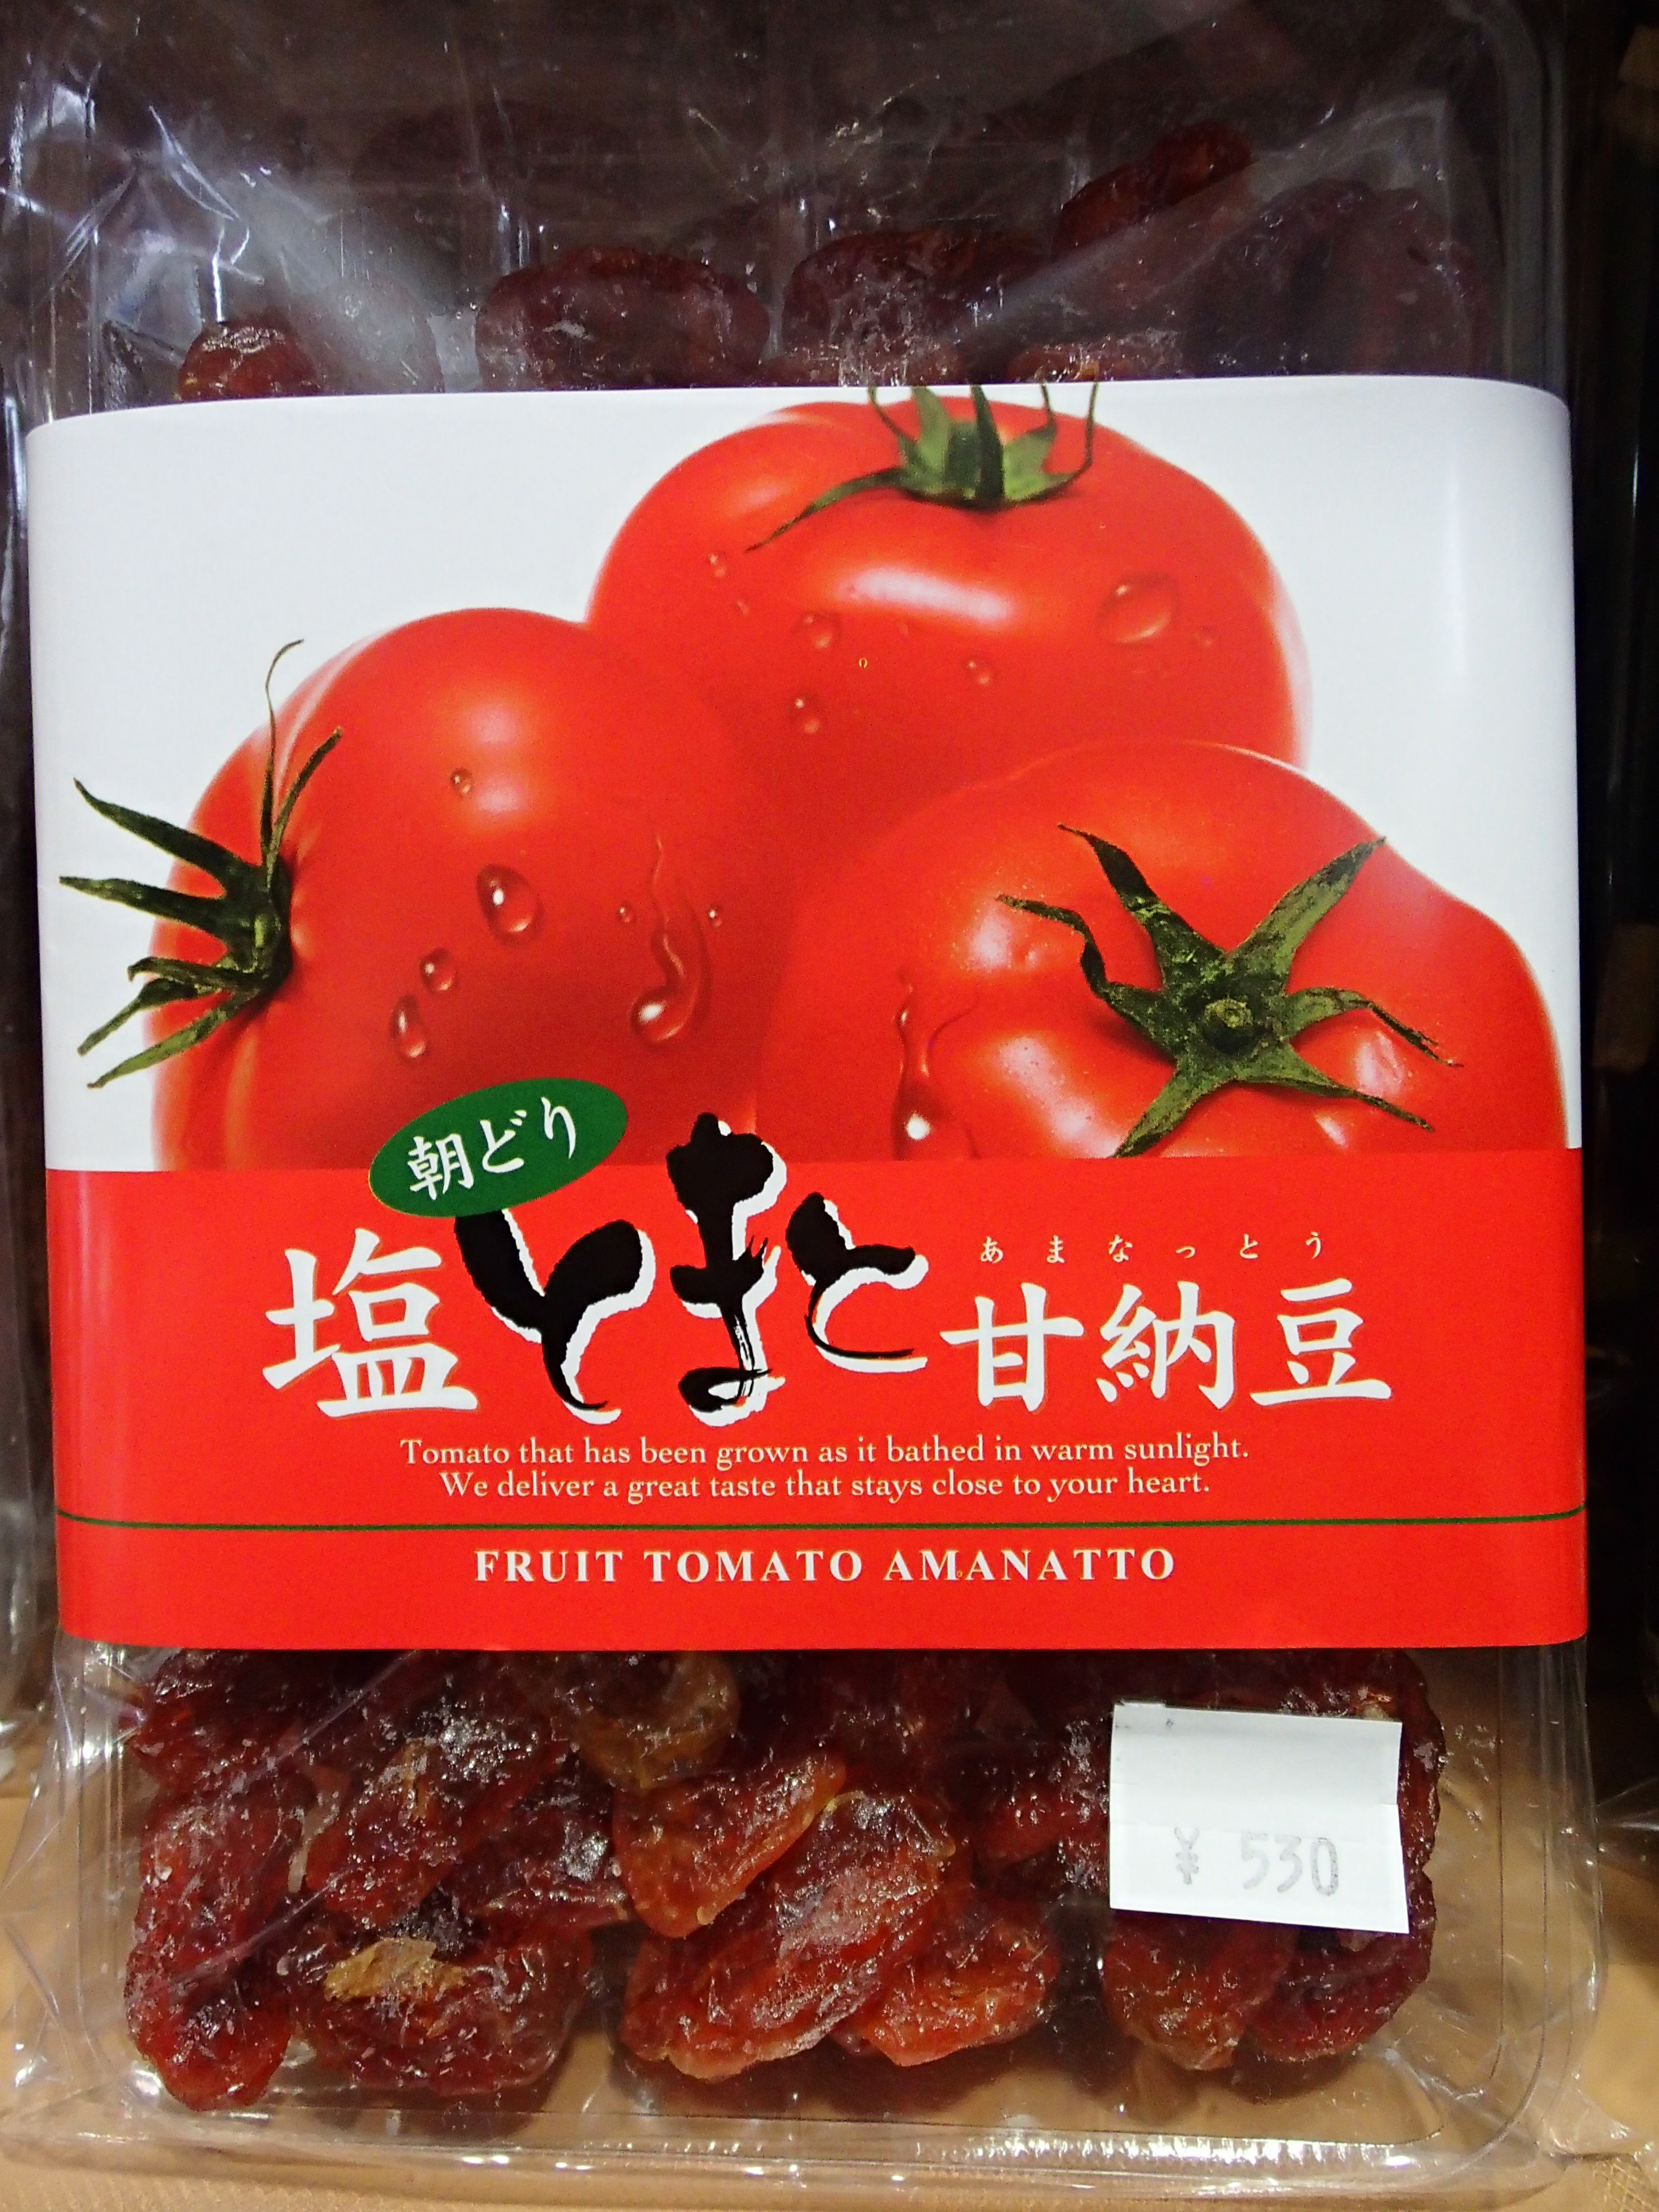 朝どり
あまなっとう
塩とまと甘納豆
Tomato that has been grown as it bathed in warm sunlight.
We deliver a great taste that stays close to your heart.
FRUIT TOMATO AMANATTO
¥ 530